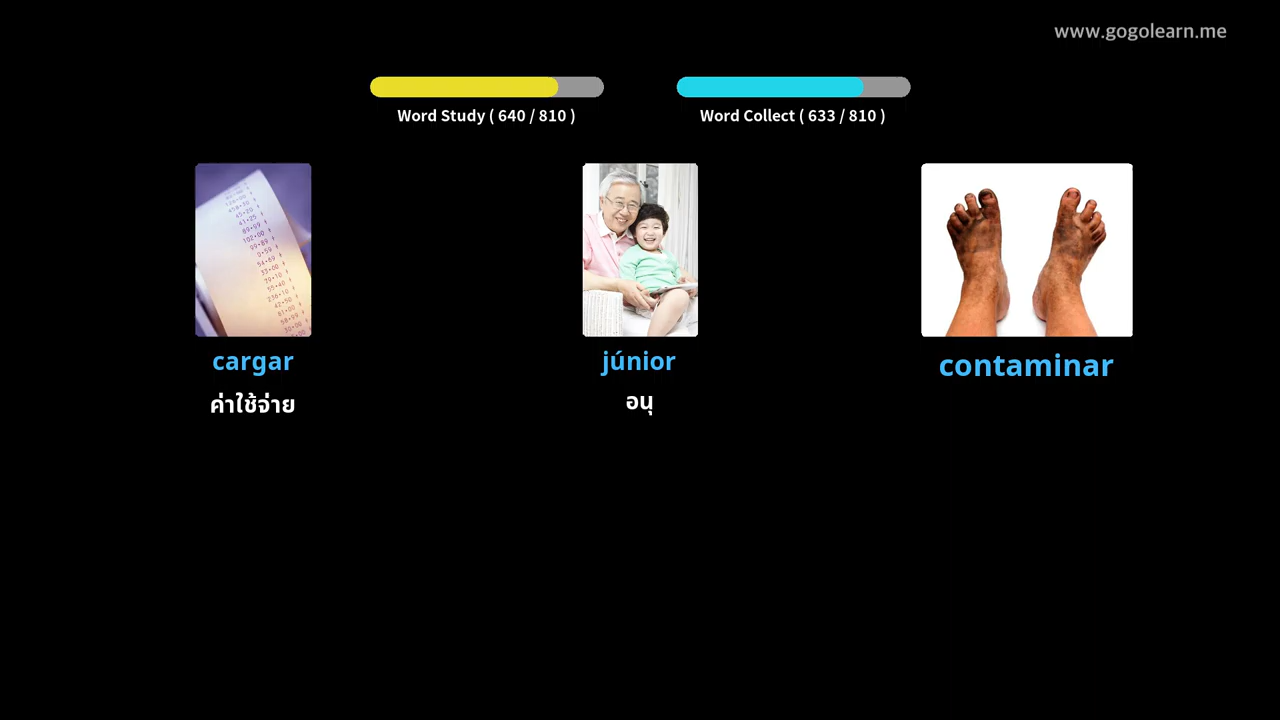 www.gogolearn.me
Word Study ( 640 / 810 )
Word Collect ( 633 / 810 )
cargar
júnior
contaminar
ค่าใช้จ่าย
อนุ